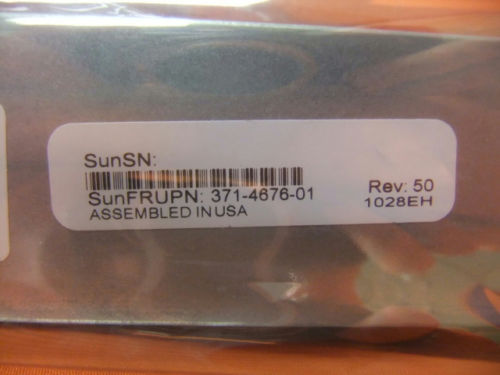 SunSN:
SunFRUPN: 371-4676-01
Rev: 50
ASSEMBLED IN USA
1028EH